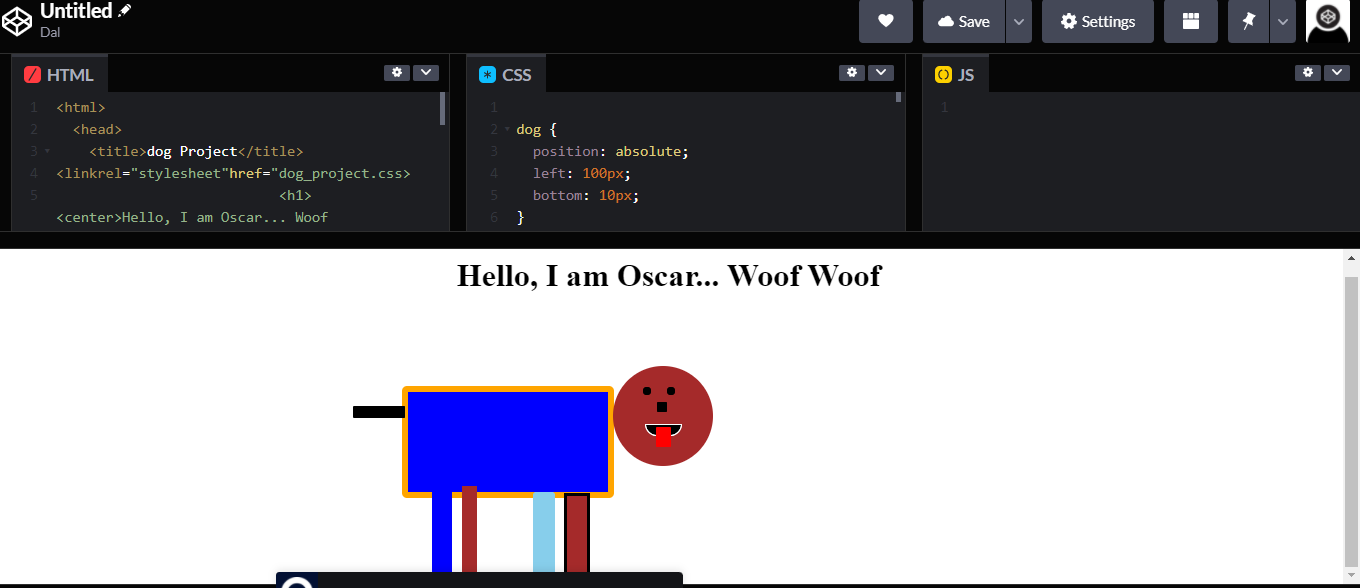 Untitled
Dal
Save
Settings
HTML
1 <html>
2 <head>
3 <title>dog Project</title>
4 <linkrel="stylesheet"href="dog_project.css>
5 <h1>
<center>Hello, I am Oscar... Woof
CSS
1
2 dog {
3 position: absolute;
4 left: 100px;
5 bottom: 10px;
6 }
JS
1
Hello, I am Oscar... Woof Woof